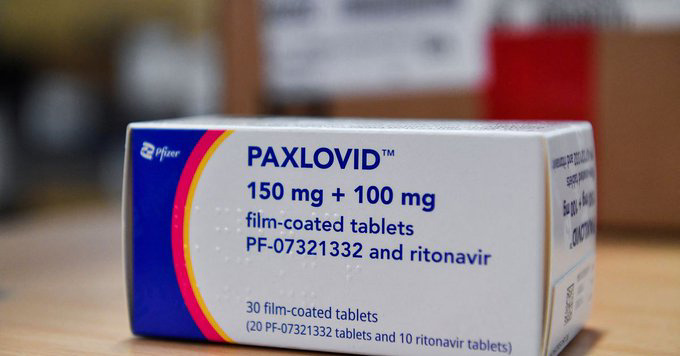 Pfizer
PAXLOVID™
150 mg + 100 mg
film-coated tablets
PF-07321332 and ritonavir
30 film-coated tablets
(20 PF-07321332 tablets and 10 ritonavir tablets)